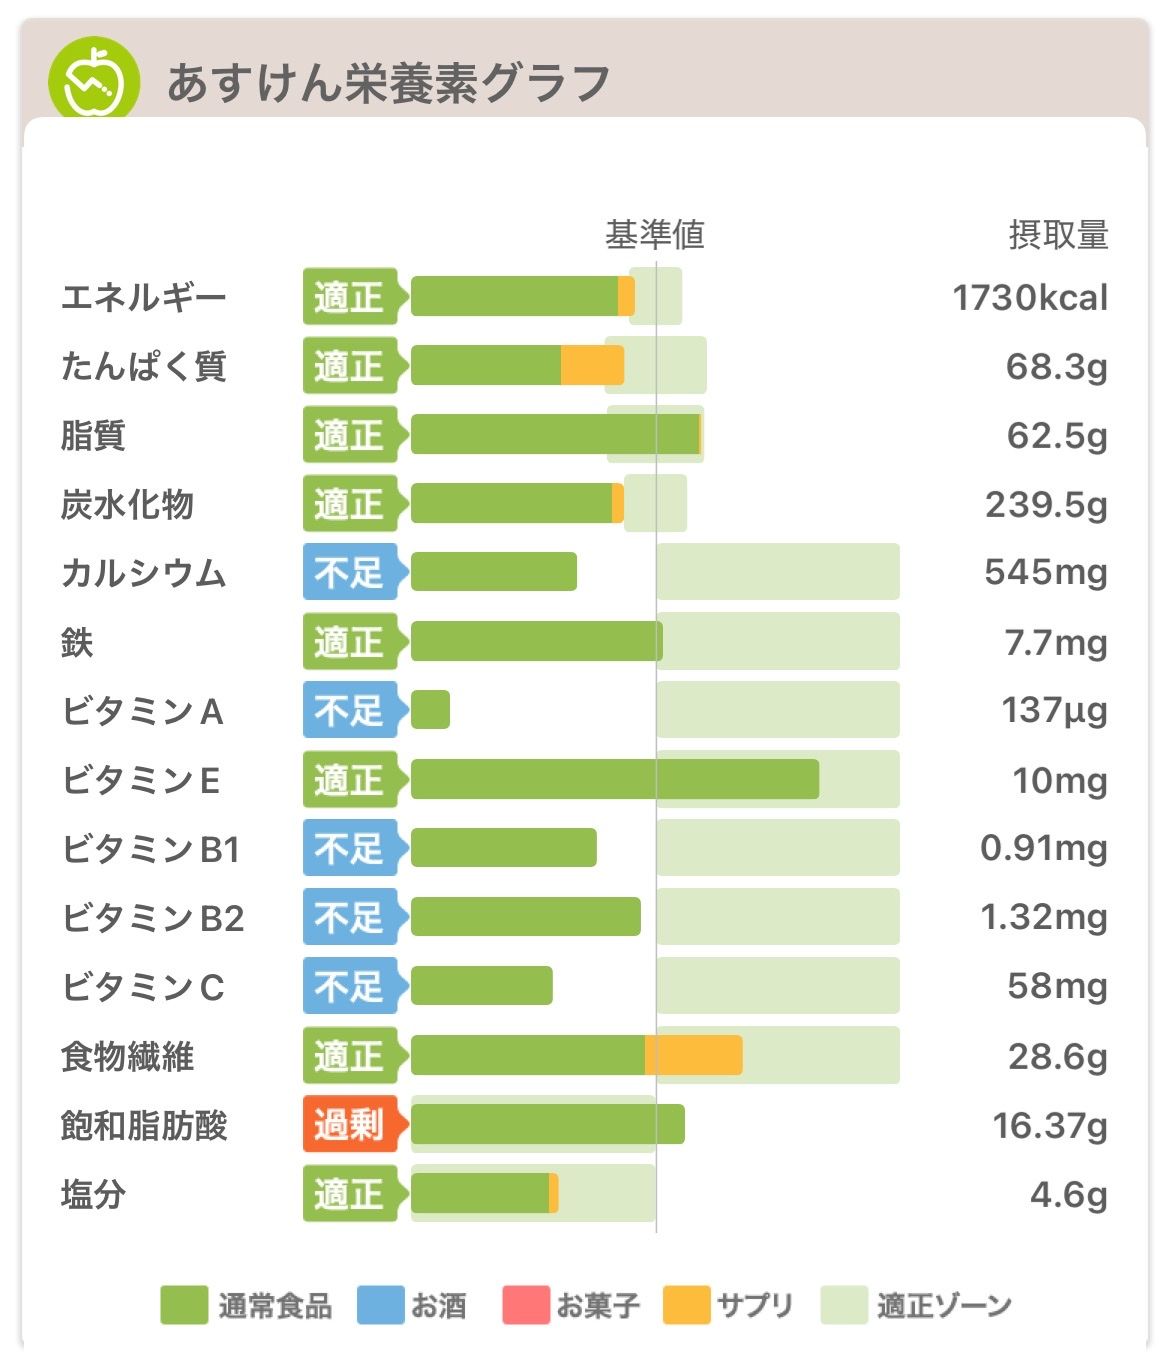 あすけん栄養素グラフ
基準値 摂取量
エネルギー 適正 1730kcal
たんぱく質 適正 68.3g
脂質 適正 62.5g
炭水化物 適正 239.5g
カルシウム 不足 545mg
鉄 適正 7.7mg
ビタミンA 不足 137μg
ビタミンE 適正 10mg
ビタミンB1 不足 0.91mg
ビタミンB2 不足 1.32mg
ビタミンC 不足 58mg
食物繊維 適正 28.6g
飽和脂肪酸 過剰 16.37g
塩分 適正 4.6g
通常食品 お酒 お菓子 サプリ 適正ゾーン